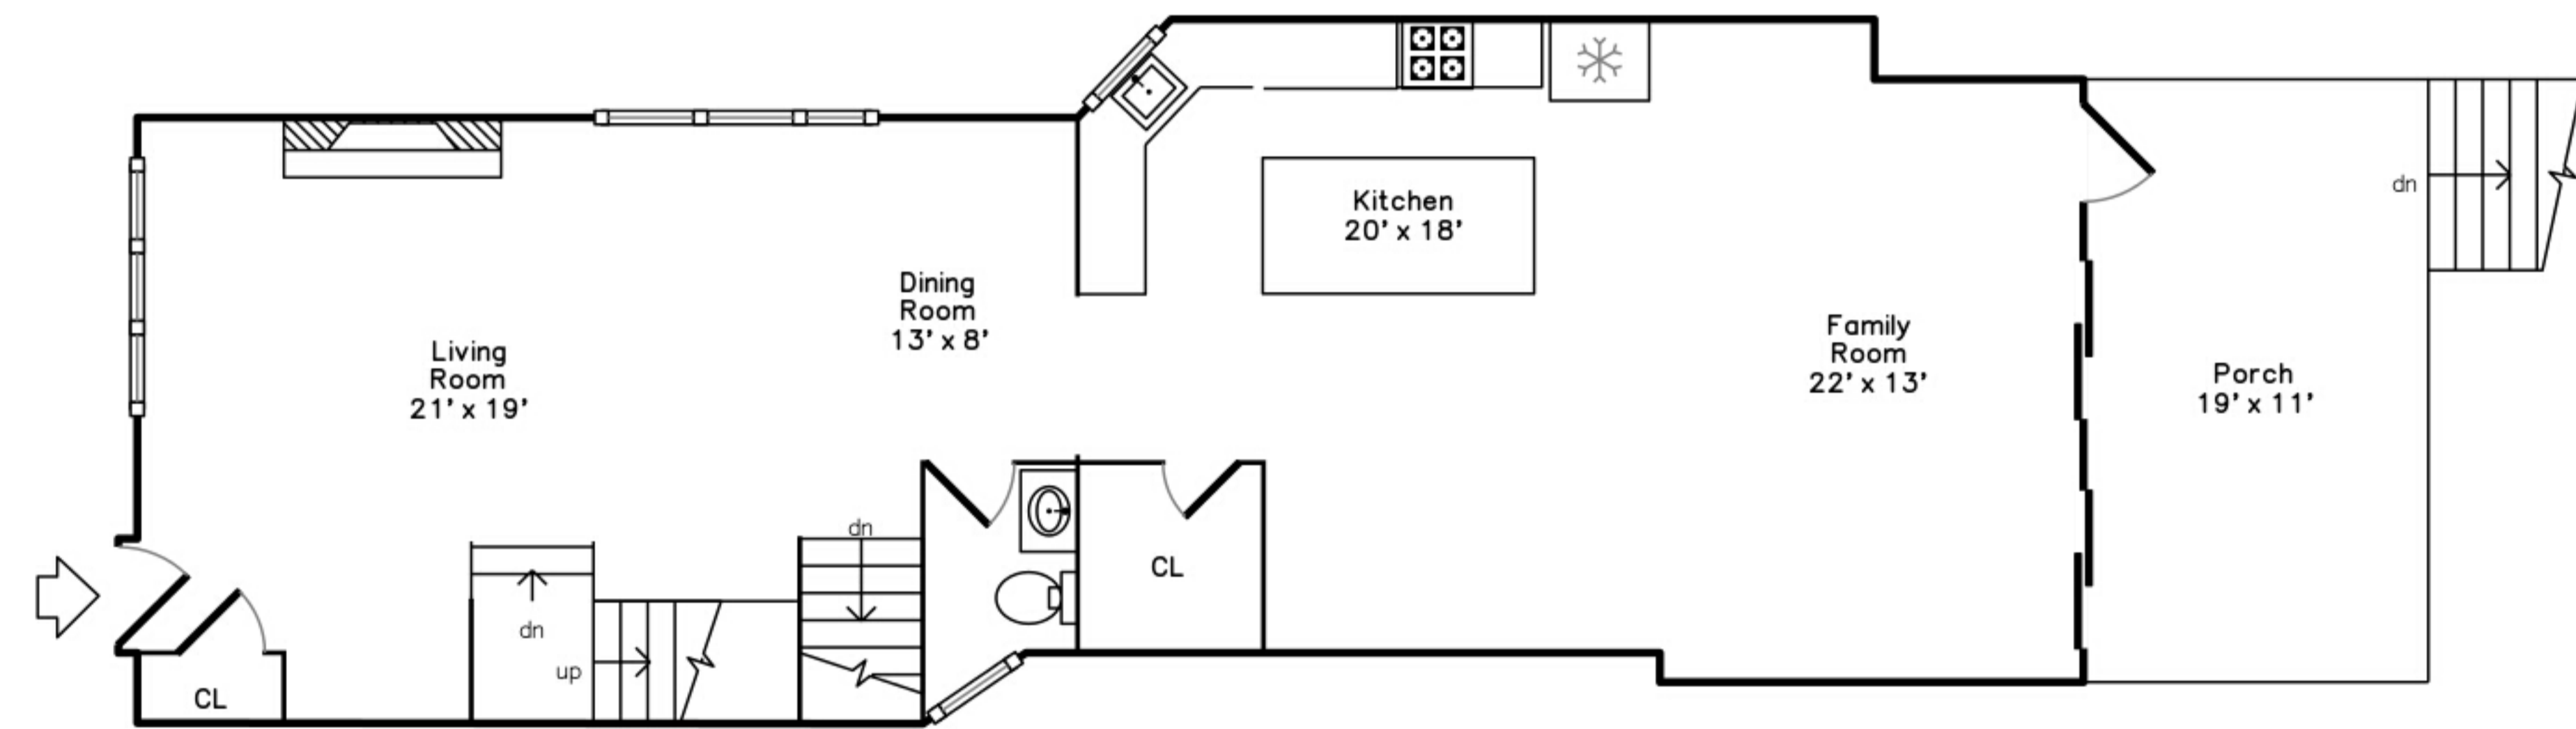 Living
Room
21' x 19'
Dining
Room
13' x 8'
Kitchen
20' x 18'
Family
Room
22' x 13'
Porch
19' x 11'
dn
dn
dn
up
CL
CL